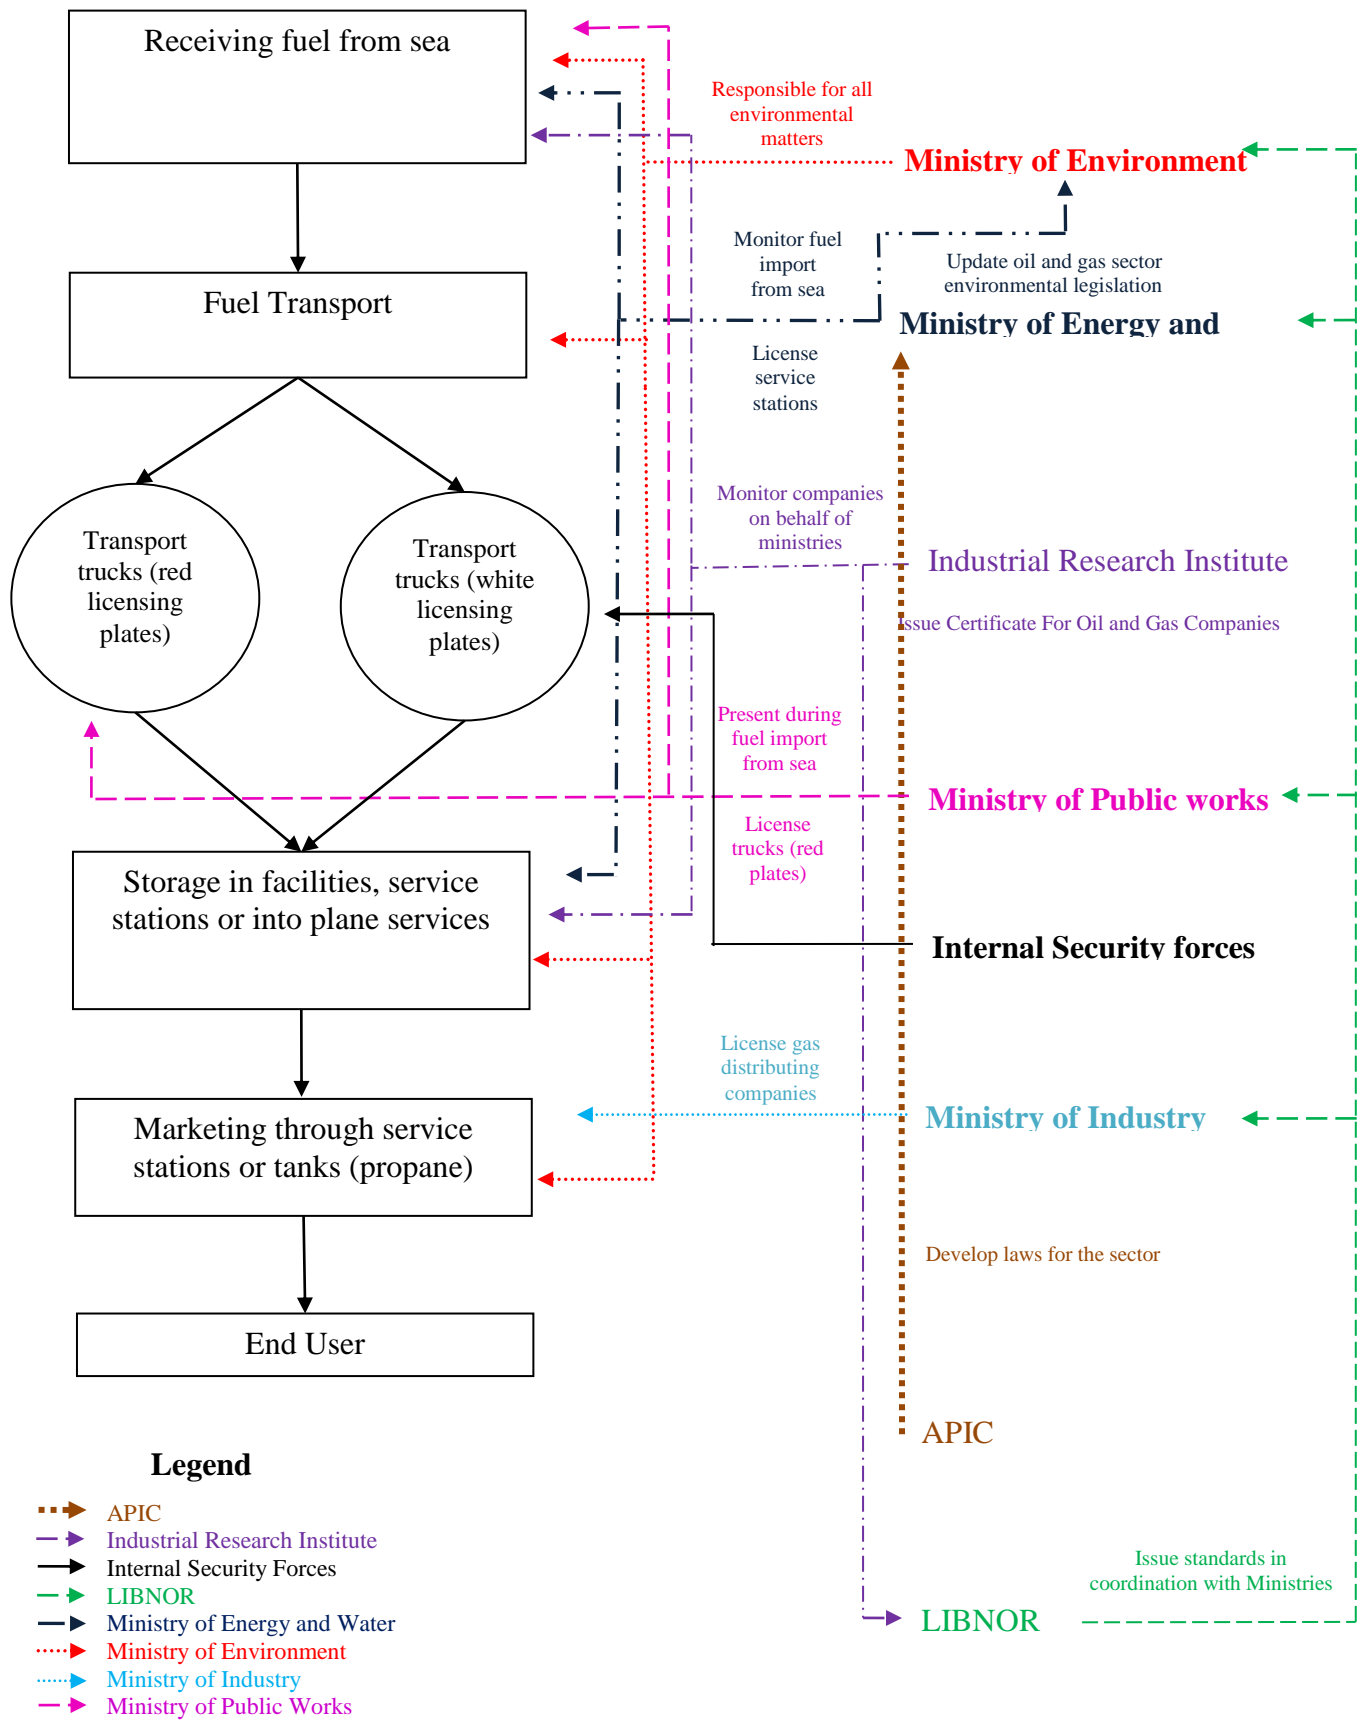 Receiving fuel from sea
Responsible for all
environmental
matters
Ministry of Environment
Monitor fuel
import
from sea
Update oil and gas sector
environmental legislation
Fuel Transport
Ministry of Energy and
License
service
stations
Monitor companies
on behalf of
ministries
Transport
trucks (red
licensing
plates)
Transport
trucks (white
licensing
plates)
Industrial Research Institute
Issue Certificate For Oil and Gas Companies
Present during
fuel import
from sea
Ministry of Public works
License
trucks (red
plates)
Storage in facilities, service
stations or into plane services
Internal Security forces
License gas
distributing
companies
Ministry of Industry
Marketing through service
stations or tanks (propane)
Develop laws for the sector
End User
APIC
Legend
APIC
Industrial Research Institute
Internal Security Forces
LIBNOR
Ministry of Energy and Water
Ministry of Environment
Ministry of Industry
Ministry of Public Works
Issue standards in
coordination with Ministries
LIBNOR